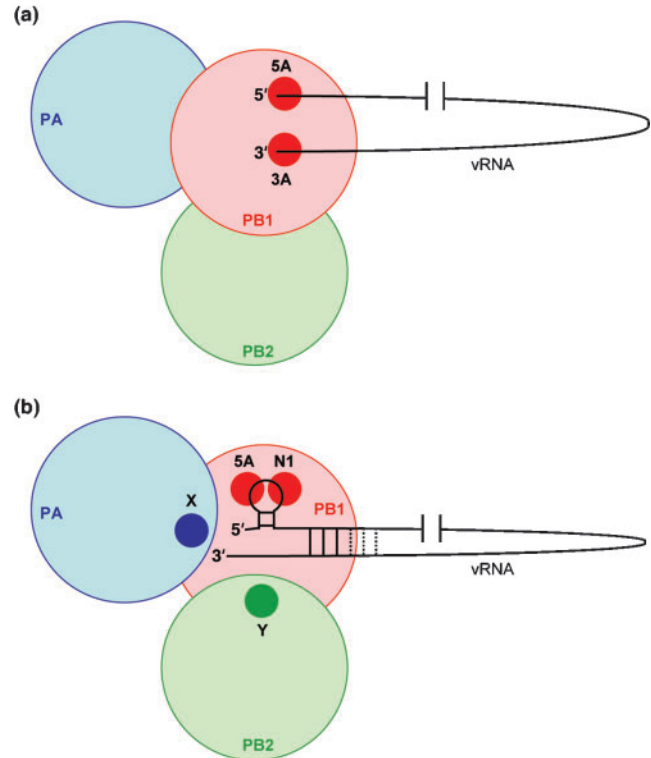 (a)
5A
5′
PA
3′
3A
vRNA
PB1
PB2
(b)
5A N1
X PB1
PA
5′
3′
vRNA
Y
PB2